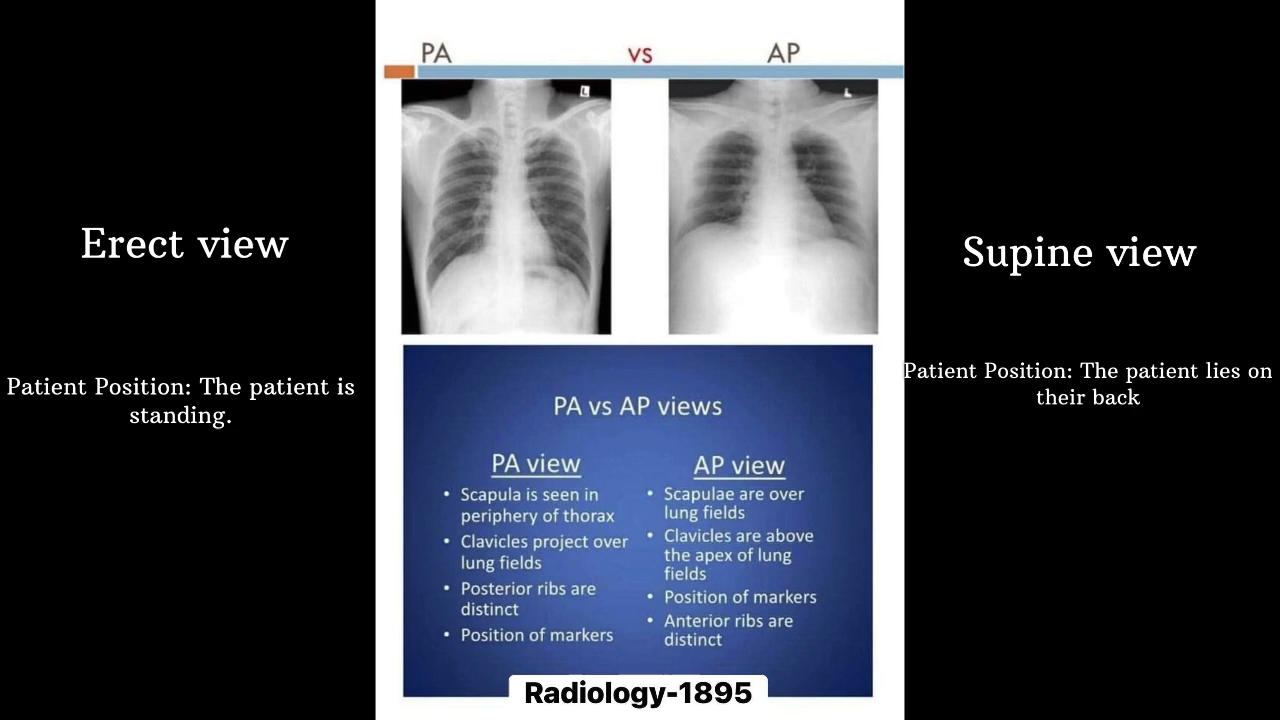 PA vs AP
L
L
Erect view
Patient Position: The patient is
standing.
PA vs AP views
PA view
• Scapula is seen in
periphery of thorax
• Clavicles project over
lung fields
• Posterior ribs are
distinct
• Position of markers
AP view
• Scapulae are over
lung fields
• Clavicles are above
the apex of lung
fields
• Position of markers
• Anterior ribs are
distinct
Radiology-1895
Supine view
Patient Position: The patient lies on
their back